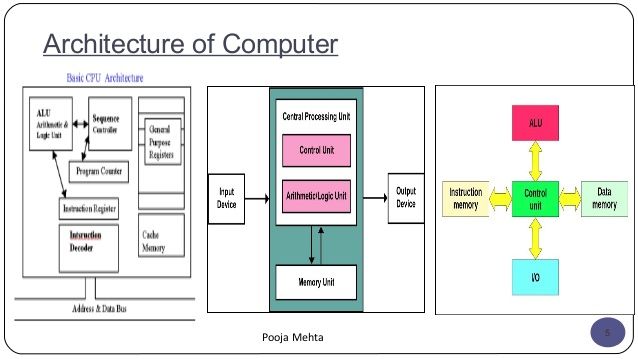 Architecture of Computer
Basic CPU Architecture
ALU
Arithmetic &
Logic Unit
Sequence
Controller
General
Purpose
Registers
Program Counter
Instruction Register
Intsruction
Decoder
Cache
Memory
Address & Data Bus
Central Processing Unit
Control Unit
Input
Device
Arithmetic/Logic Unit
Output
Device
Memory Unit
ALU
Instruction
memory
Control
unit
Data
memory
I/O
Pooja Mehta
5